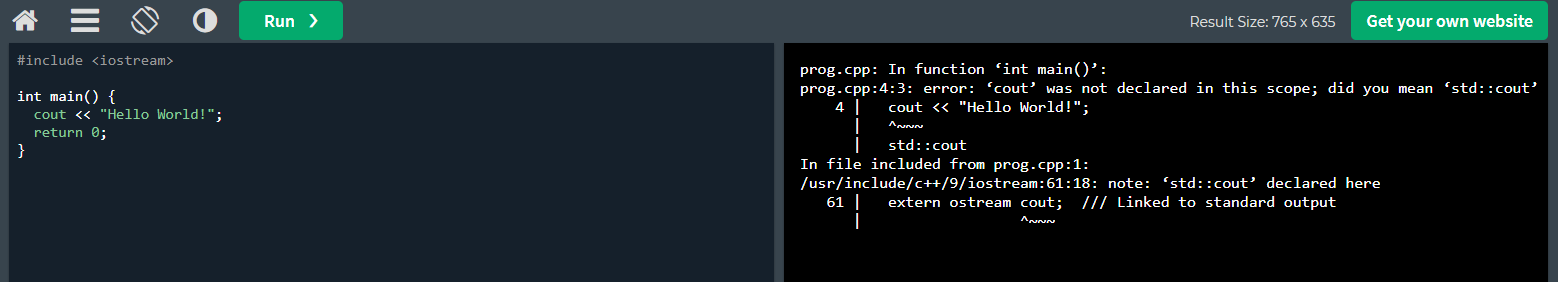 Run ❯
Result Size: 765 x 635
Get your own website
#include <iostream>
int main() {
  cout << "Hello World!";
  return 0;
}
prog.cpp: In function ‘int main()’:
prog.cpp:4:3: error: ‘cout’ was not declared in this scope; did you mean ‘std::cout’
    4 |   cout << "Hello World!";
      |   ^~~~
      |   std::cout
In file included from prog.cpp:1:
/usr/include/c++/9/iostream:61:18: note: ‘std::cout’ declared here
   61 |   extern ostream cout;  /// Linked to standard output
      |                  ^~~~